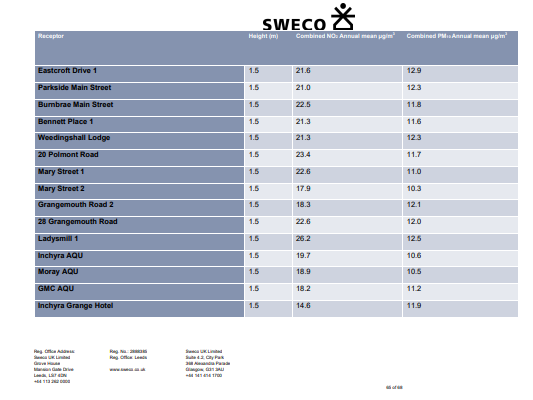 SWECO
Receptor Height (m) Combined NO₂ Annual mean µg/m³ Combined PM₁₀ Annual mean µg/m³
Eastcroft Drive 1 1.5 21.6 12.9
Parkside Main Street 1.5 21.0 12.3
Burnbrae Main Street 1.5 22.5 11.8
Bennett Place 1 1.5 21.3 11.6
Weedingshall Lodge 1.5 21.3 12.3
20 Polmont Road 1.5 23.4 11.7
Mary Street 1 1.5 22.6 11.0
Mary Street 2 1.5 17.9 10.3
Grangemouth Road 2 1.5 18.3 12.1
28 Grangemouth Road 1.5 22.6 12.0
Ladysmill 1 1.5 26.2 12.5
Inchyra AQU 1.5 19.7 10.6
Moray AQU 1.5 18.9 10.5
GMC AQU 1.5 18.2 11.2
Inchyra Grange Hotel 1.5 14.6 11.9
Reg. Office Address:
Sweco UK Limited
Grove House
Mansion Gate Drive
Leeds, LS7 4DN
+44 113 262 0000
Reg. No.: 2888385
Reg. Office: Leeds
www.sweco.co.uk
Sweco UK Limited
Suite 4.2, City Park
368 Alexandra Parade
Glasgow, G31 3AU
+44 141 414 1700
66 of 68